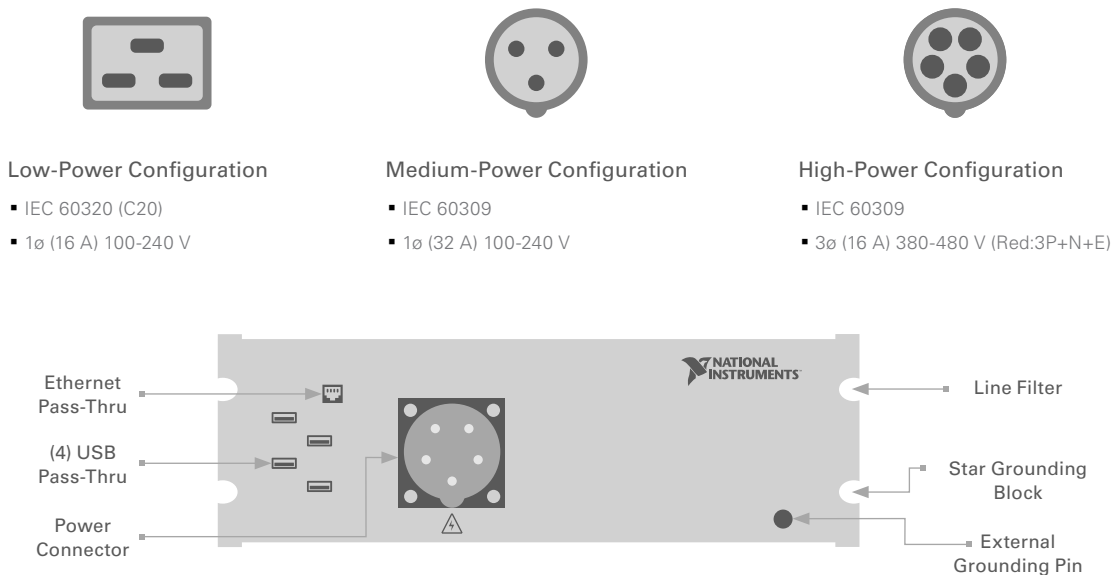 Low-Power Configuration
▪ IEC 60320 (C20)
▪ 1ø (16 A) 100-240 V
Medium-Power Configuration
▪ IEC 60309
▪ 1ø (32 A) 100-240 V
High-Power Configuration
▪ IEC 60309
▪ 3ø (16 A) 380-480 V (Red:3P+N+E)
NATIONAL
INSTRUMENTS
Ethernet
Pass-Thru
(4) USB
Pass-Thru
Power
Connector
Line Filter
Star Grounding
Block
External
Grounding Pin